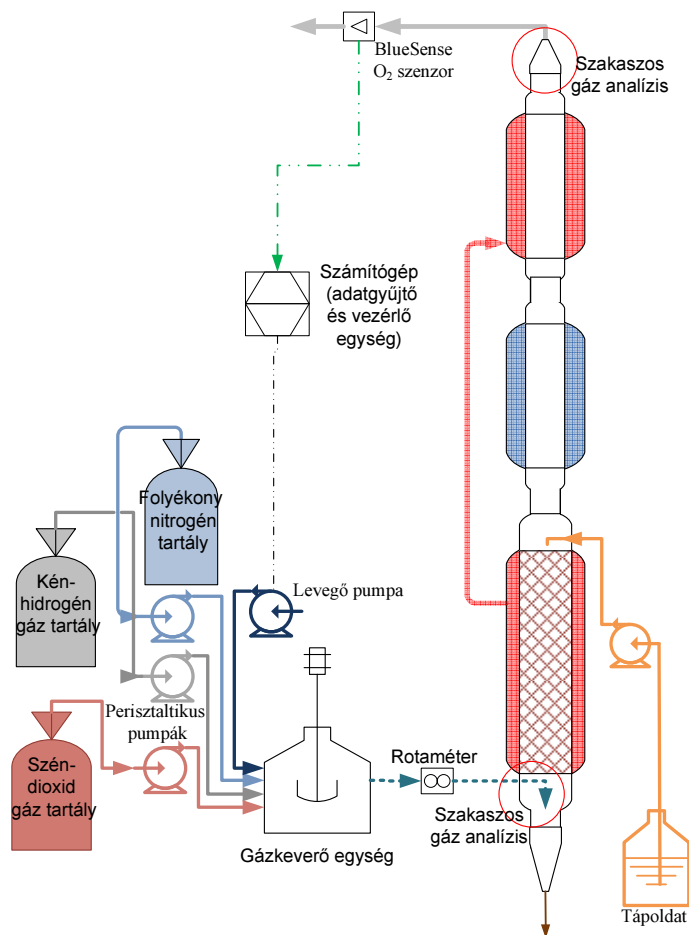 BlueSense
O₂ szenzor
Szakaszos
gáz analízis
Számítógép
(adatgyűjtő
és vezérlő
egység)
Folyékony
nitrogén
tartály
Kén-
hidrogén
gáz tartály
Levegő pumpa
Perisztaltikus
pumpák
Szén-
dioxid
gáz tartály
Rotaméter
Szakaszos
gáz analízis
Gázkeverő egység
Tápoldat